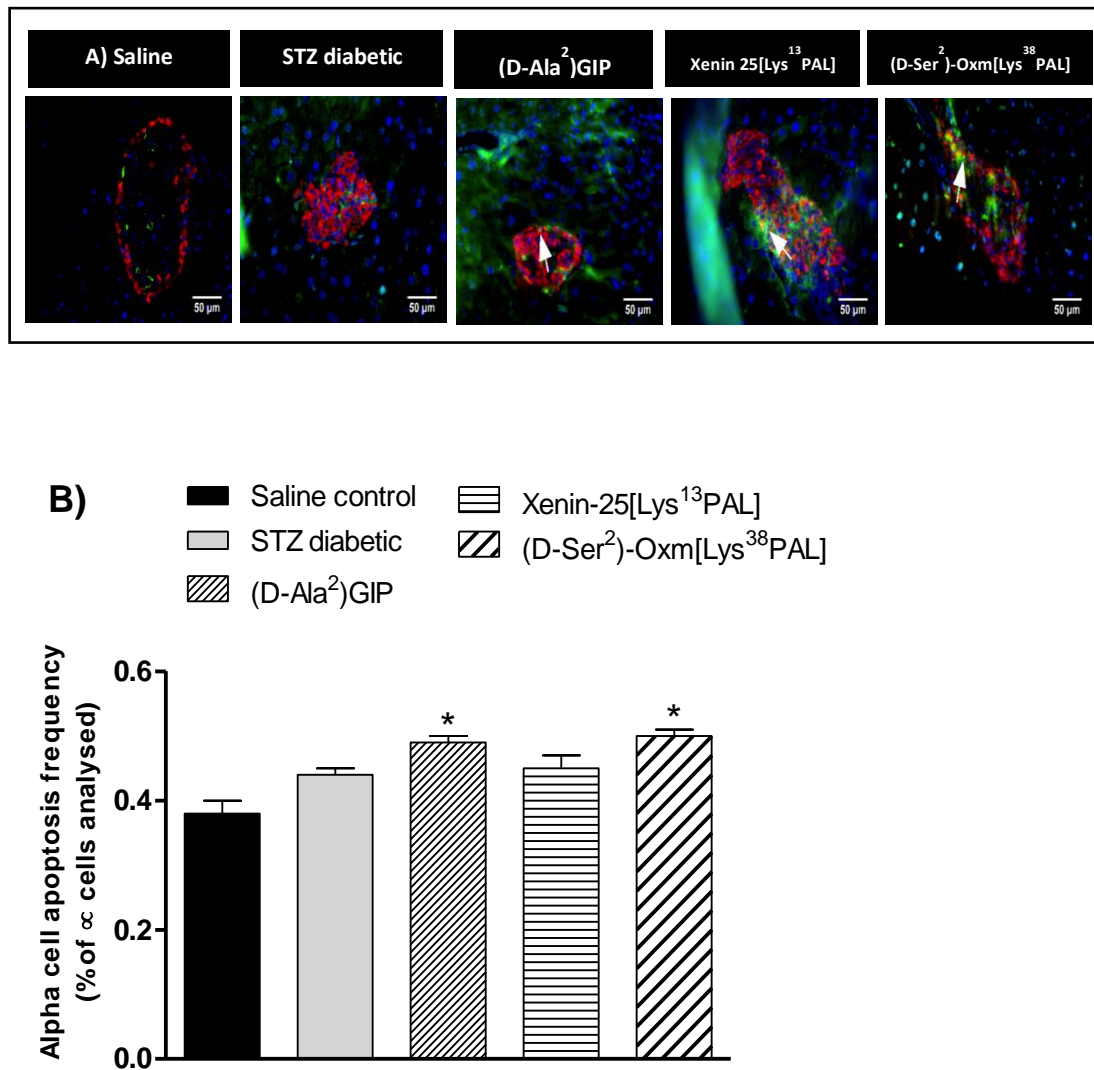 A) Saline
STZ diabetic
(D-Ala²)GIP
Xenin 25[Lys¹³PAL]
(D-Ser²)-Oxm[Lys³⁸PAL]
50 µm
50 µm
50 µm
50 µm
50 µm
B)
Saline control
STZ diabetic
(D-Ala²)GIP
Xenin-25[Lys¹³PAL]
(D-Ser²)-Oxm[Lys³⁸PAL]
Alpha cell apoptosis frequency
(%of ∝ cells analysed)
0.6
0.4
0.2
0.0
*
*